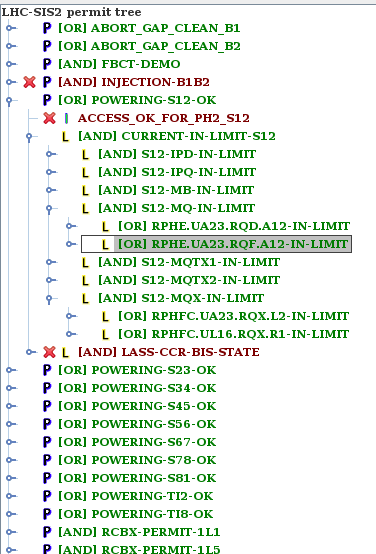 LHC-SIS2 permit tree
P [OR] ABORT_GAP_CLEAN_B1
P [OR] ABORT_GAP_CLEAN_B2
P [AND] FBCT-DEMO
P [AND] INJECTION-B1B2
P [OR] POWERING-S12-OK
ACCESS_OK_FOR_PH2_S12
L [AND] CURRENT-IN-LIMIT-S12
L [AND] S12-IPD-IN-LIMIT
L [AND] S12-IPQ-IN-LIMIT
L [AND] S12-MB-IN-LIMIT
L [AND] S12-MQ-IN-LIMIT
L [OR] RPHE.UA23.RQD.A12-IN-LIMIT
L [OR] RPHE.UA23.RQF.A12-IN-LIMIT
L [AND] S12-MQTX1-IN-LIMIT
L [AND] S12-MQTX2-IN-LIMIT
L [AND] S12-MQX-IN-LIMIT
L [OR] RPHFC.UA23.RQX.L2-IN-LIMIT
L [OR] RPHFC.UL16.RQX.R1-IN-LIMIT
L [AND] LASS-CCR-BIS-STATE
P [OR] POWERING-S23-OK
P [OR] POWERING-S34-OK
P [OR] POWERING-S45-OK
P [OR] POWERING-S56-OK
P [OR] POWERING-S67-OK
P [OR] POWERING-S78-OK
P [OR] POWERING-S81-OK
P [OR] POWERING-TI2-OK
P [OR] POWERING-TI8-OK
P [AND] RCBX-PERMIT-1L1
P [AND] RCBX-PERMIT-1L5